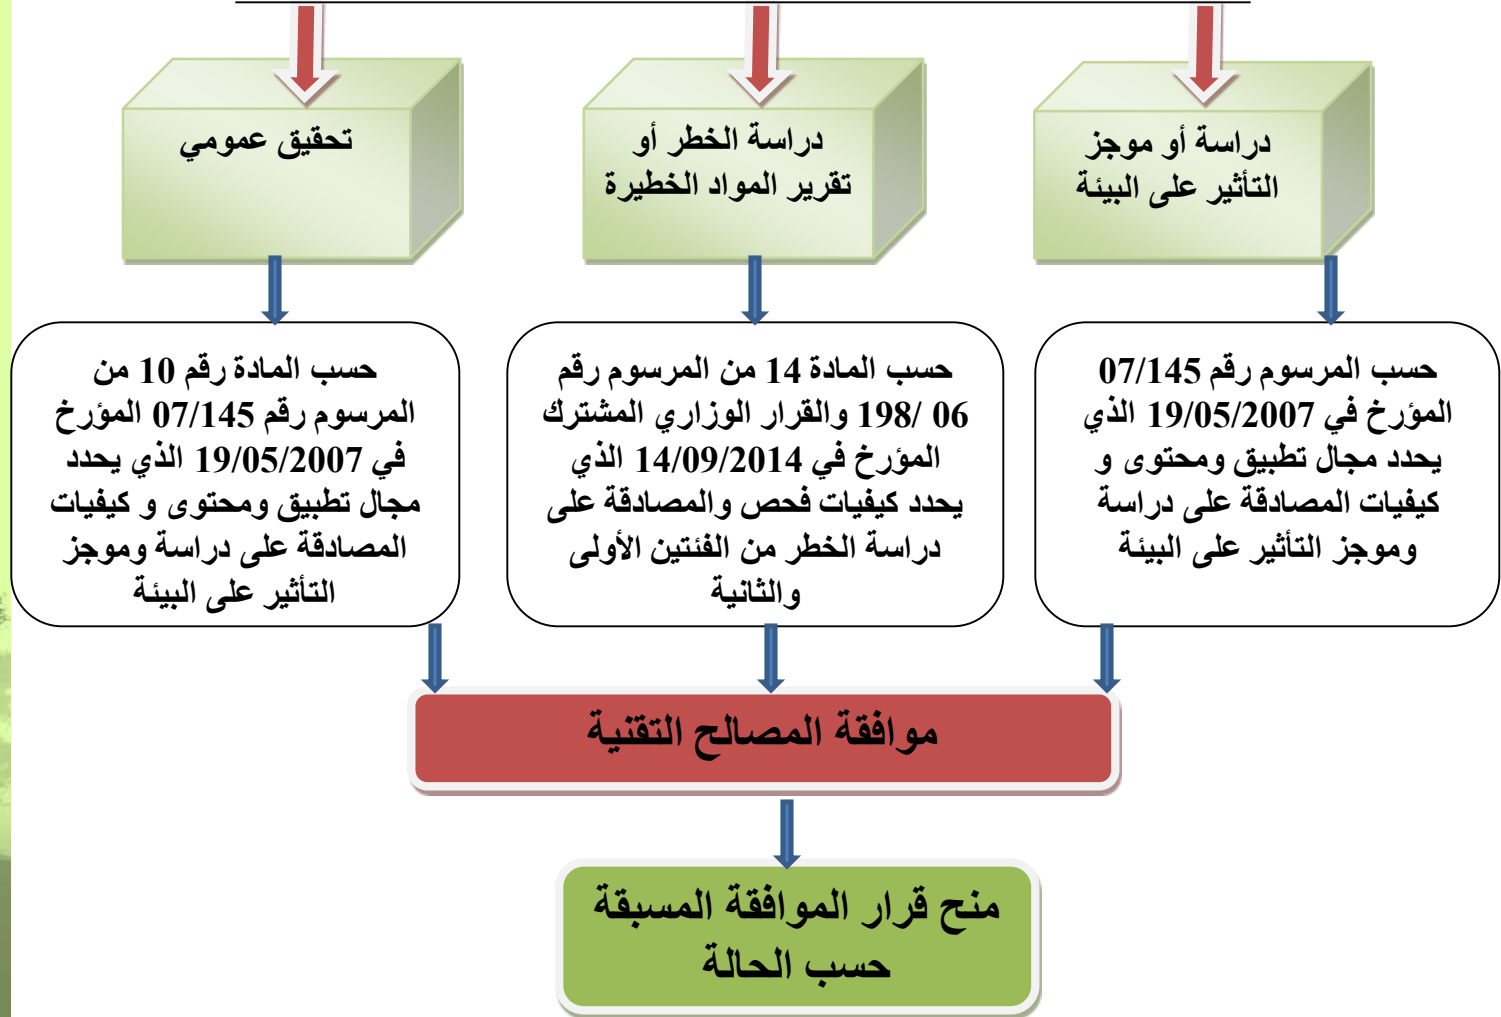 دراسة أو موجز
التأثير على البيئة
دراسة الخطر أو
تقرير المواد الخطيرة
تحقيق عمومي
حسب المرسوم رقم 07/145
المؤرخ في 19/05/2007 الذي
يحدد مجال تطبيق ومحتوى و
كيفيات المصادقة على دراسة
وموجز التأثير على البيئة
حسب المادة 14 من المرسوم رقم
06 /198 والقرار الوزاري المشترك
المؤرخ في 14/09/2014 الذي
يحدد كيفيات فحص والمصادقة على
دراسة الخطر من الفئتين الأولى
والثانية
حسب المادة رقم 10 من
المرسوم رقم 07/145 المؤرخ
في 19/05/2007 الذي يحدد
مجال تطبيق ومحتوى و كيفيات
المصادقة على دراسة وموجز
التأثير على البيئة
موافقة المصالح التقنية
منح قرار الموافقة المسبقة
حسب الحالة